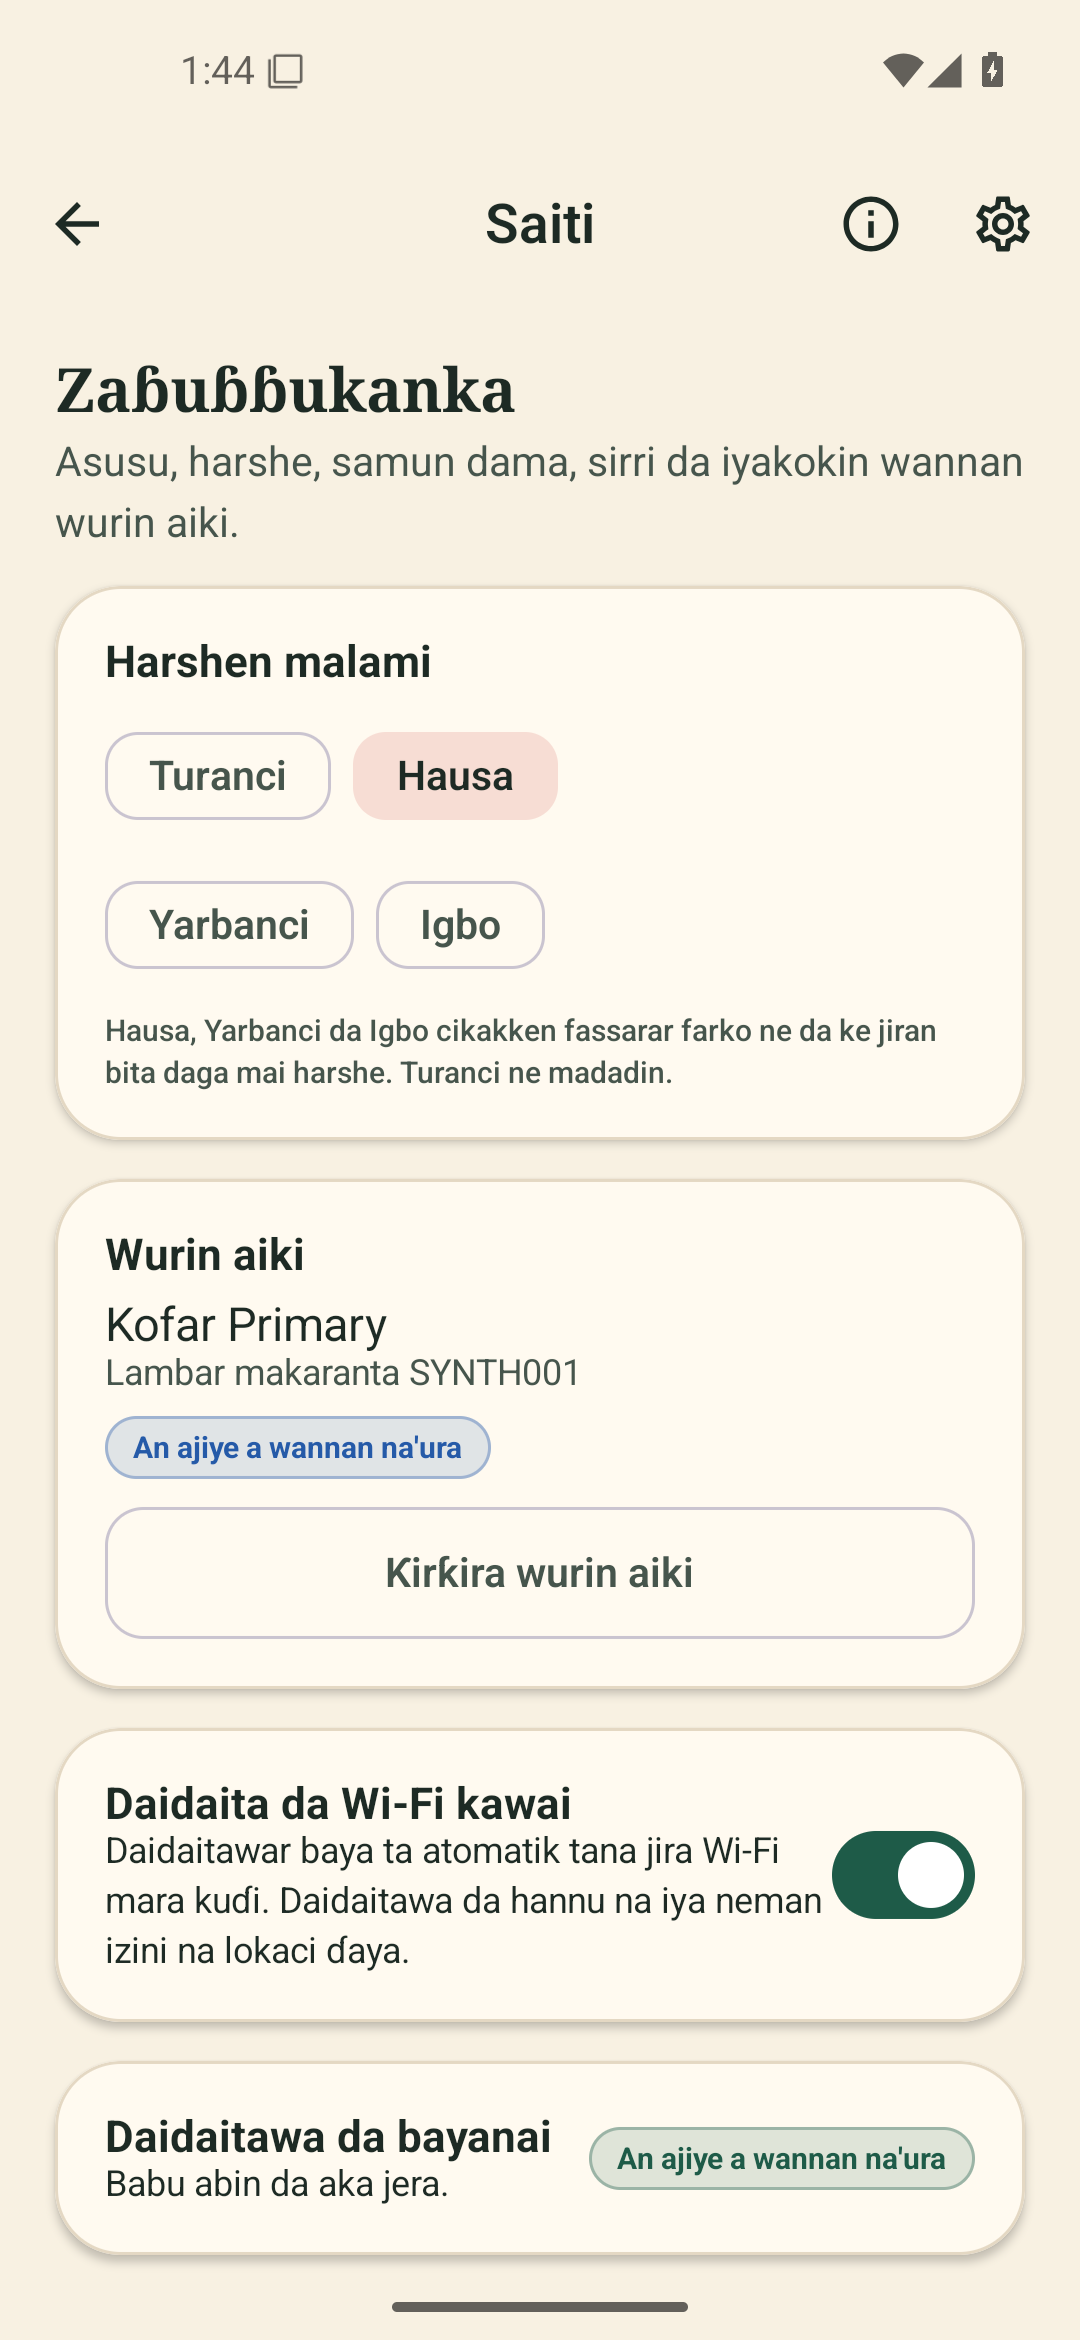 1:44
Saiti
Zaɓuɓɓukanka
Asusu, harshe, samun dama, sirri da iyakokin wannan
wurin aiki.
Harshen malami
Turanci
Hausa
Yarbanci
Igbo
Hausa, Yarbanci da Igbo cikakken fassarar farko ne da ke jiran
bita daga mai harshe. Turanci ne madadin.
Wurin aiki
Kofar Primary
Lambar makaranta SYNTH001
An ajiye a wannan na'ura
Ƙirƙira wurin aiki
Daidaita da Wi-Fi kawai
Daidaitawar baya ta atomatik tana jira Wi-Fi
mara kuɗi. Daidaitawa da hannu na iya neman
izini na lokaci ɗaya.
Daidaitawa da bayanai
Babu abin da aka jera.
An ajiye a wannan na'ura